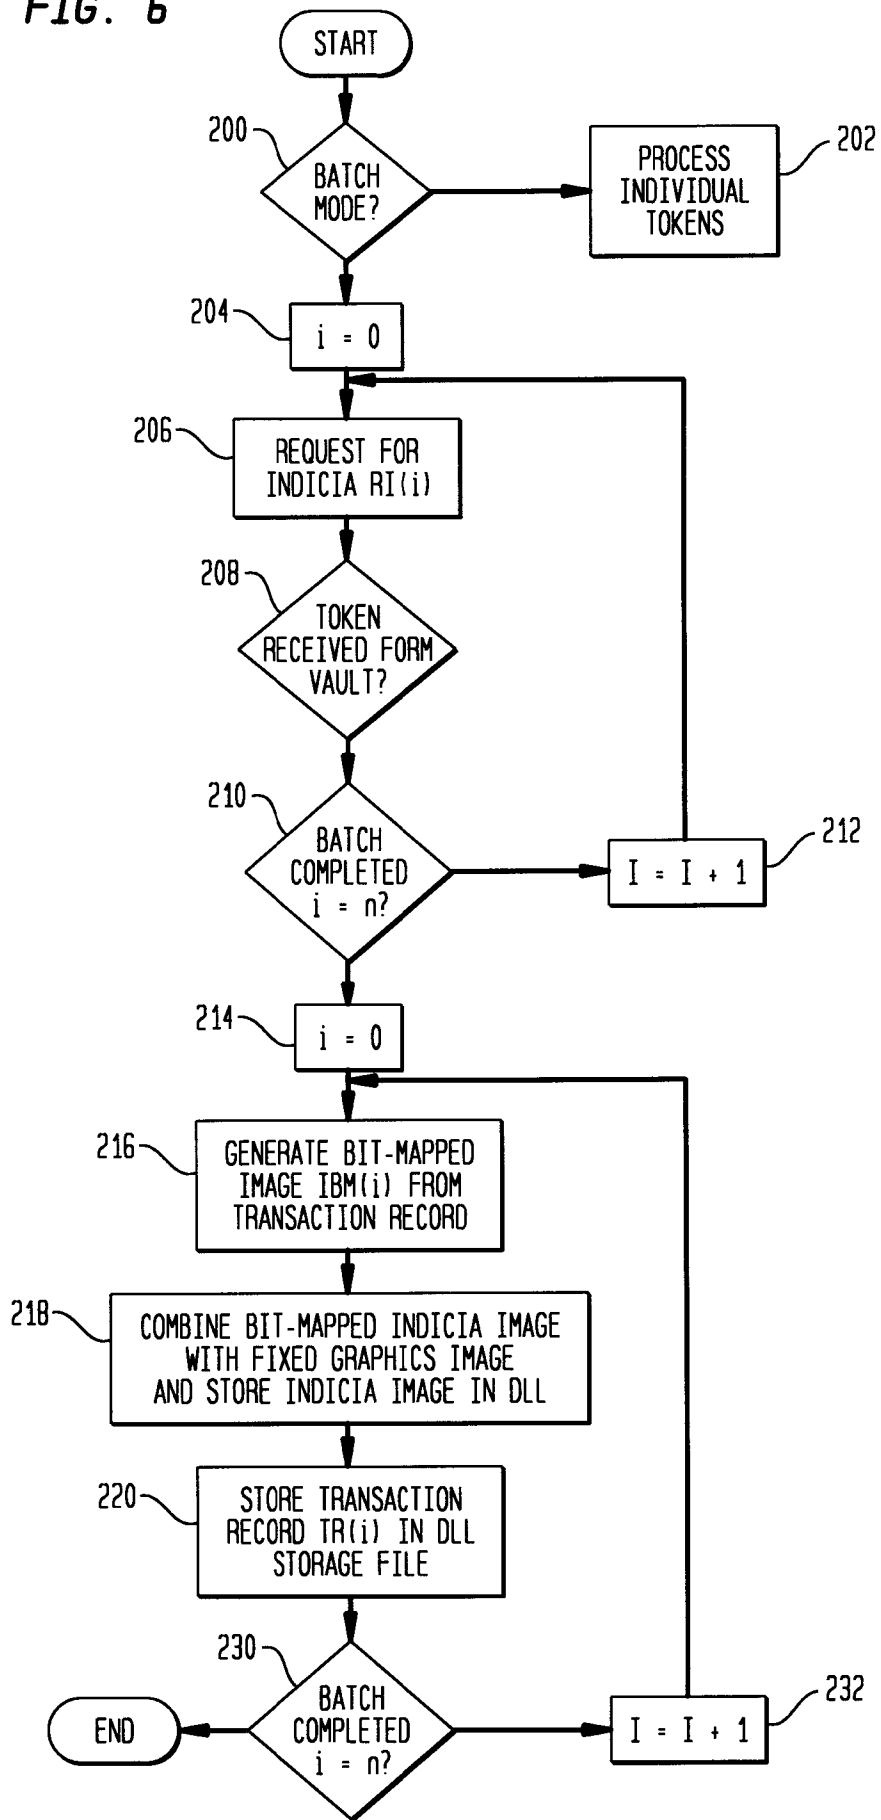 FIG. 6
START
200
BATCH
MODE?
202
PROCESS
INDIVIDUAL
TOKENS
204
i = 0
206
REQUEST FOR
INDICIA RI(i)
208
TOKEN
RECEIVED FORM
VAULT?
210
BATCH
COMPLETED
i = n?
212
I = I + 1
214
i = 0
216
GENERATE BIT-MAPPED
IMAGE IBM(i) FROM
TRANSACTION RECORD
218
COMBINE BIT-MAPPED INDICIA IMAGE
WITH FIXED GRAPHICS IMAGE
AND STORE INDICIA IMAGE IN DLL
220
STORE TRANSACTION
RECORD TR(i) IN DLL
STORAGE FILE
230
BATCH
COMPLETED
i = n?
END
232
I = I + 1